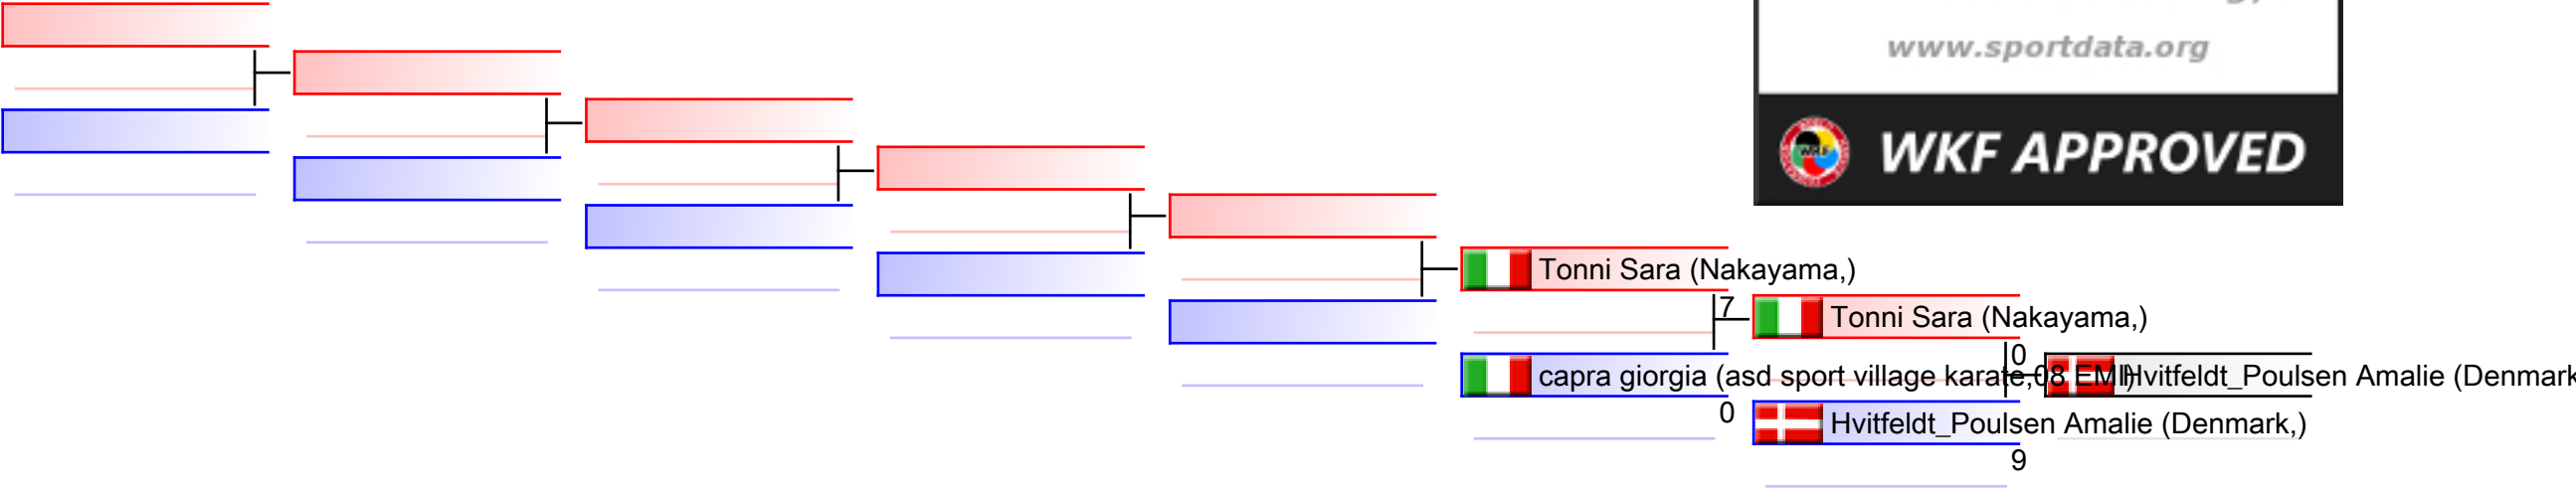 www.sportdata.org
WKF APPROVED
Tonni Sara (Nakayama,)
7
Tonni Sara (Nakayama,)
0
capra giorgia (asd sport village karate,08 EMI)
Hvitfeldt_Poulsen Amalie (Denmark
0
Hvitfeldt_Poulsen Amalie (Denmark,)
9